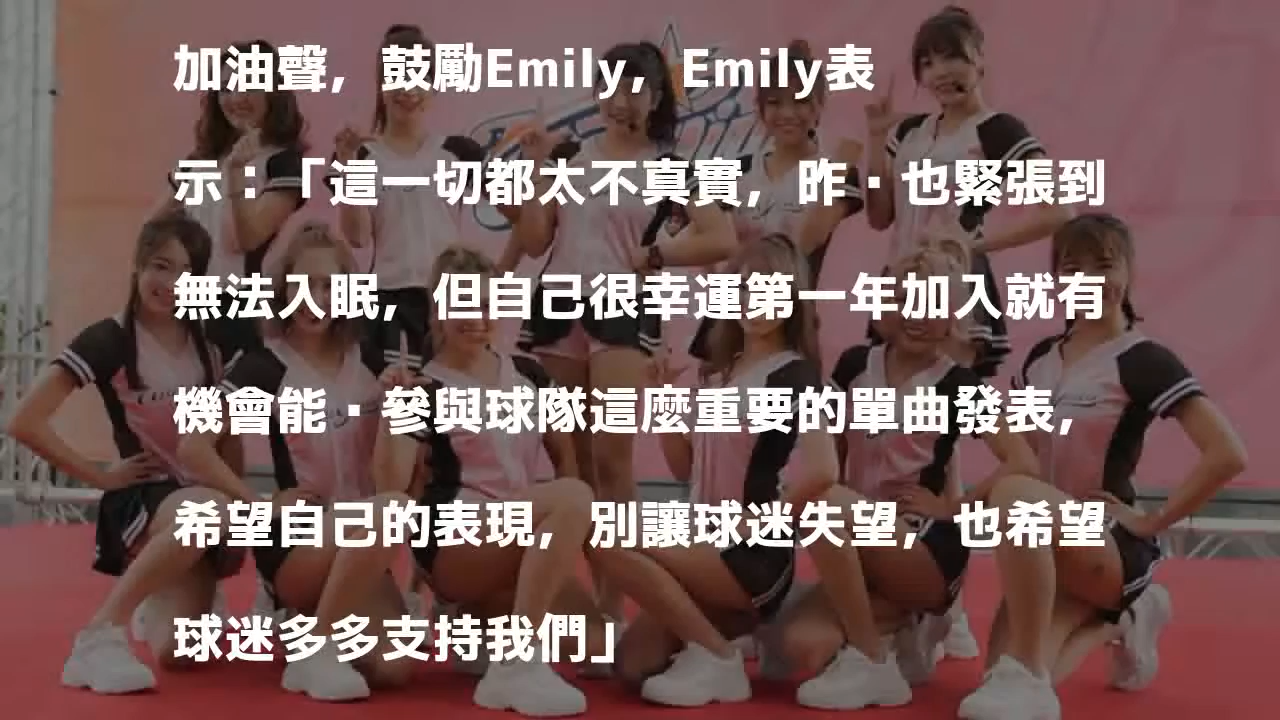 加油聲，鼓勵Emily，Emily表
示：「這一切都太不真實，昨▪也緊張到
無法入眠，但自己很幸運第一年加入就有
機會能▪參與球隊這麼重要的單曲發表，
希望自己的表現，別讓球迷失望，也希望
球迷多多支持我們」